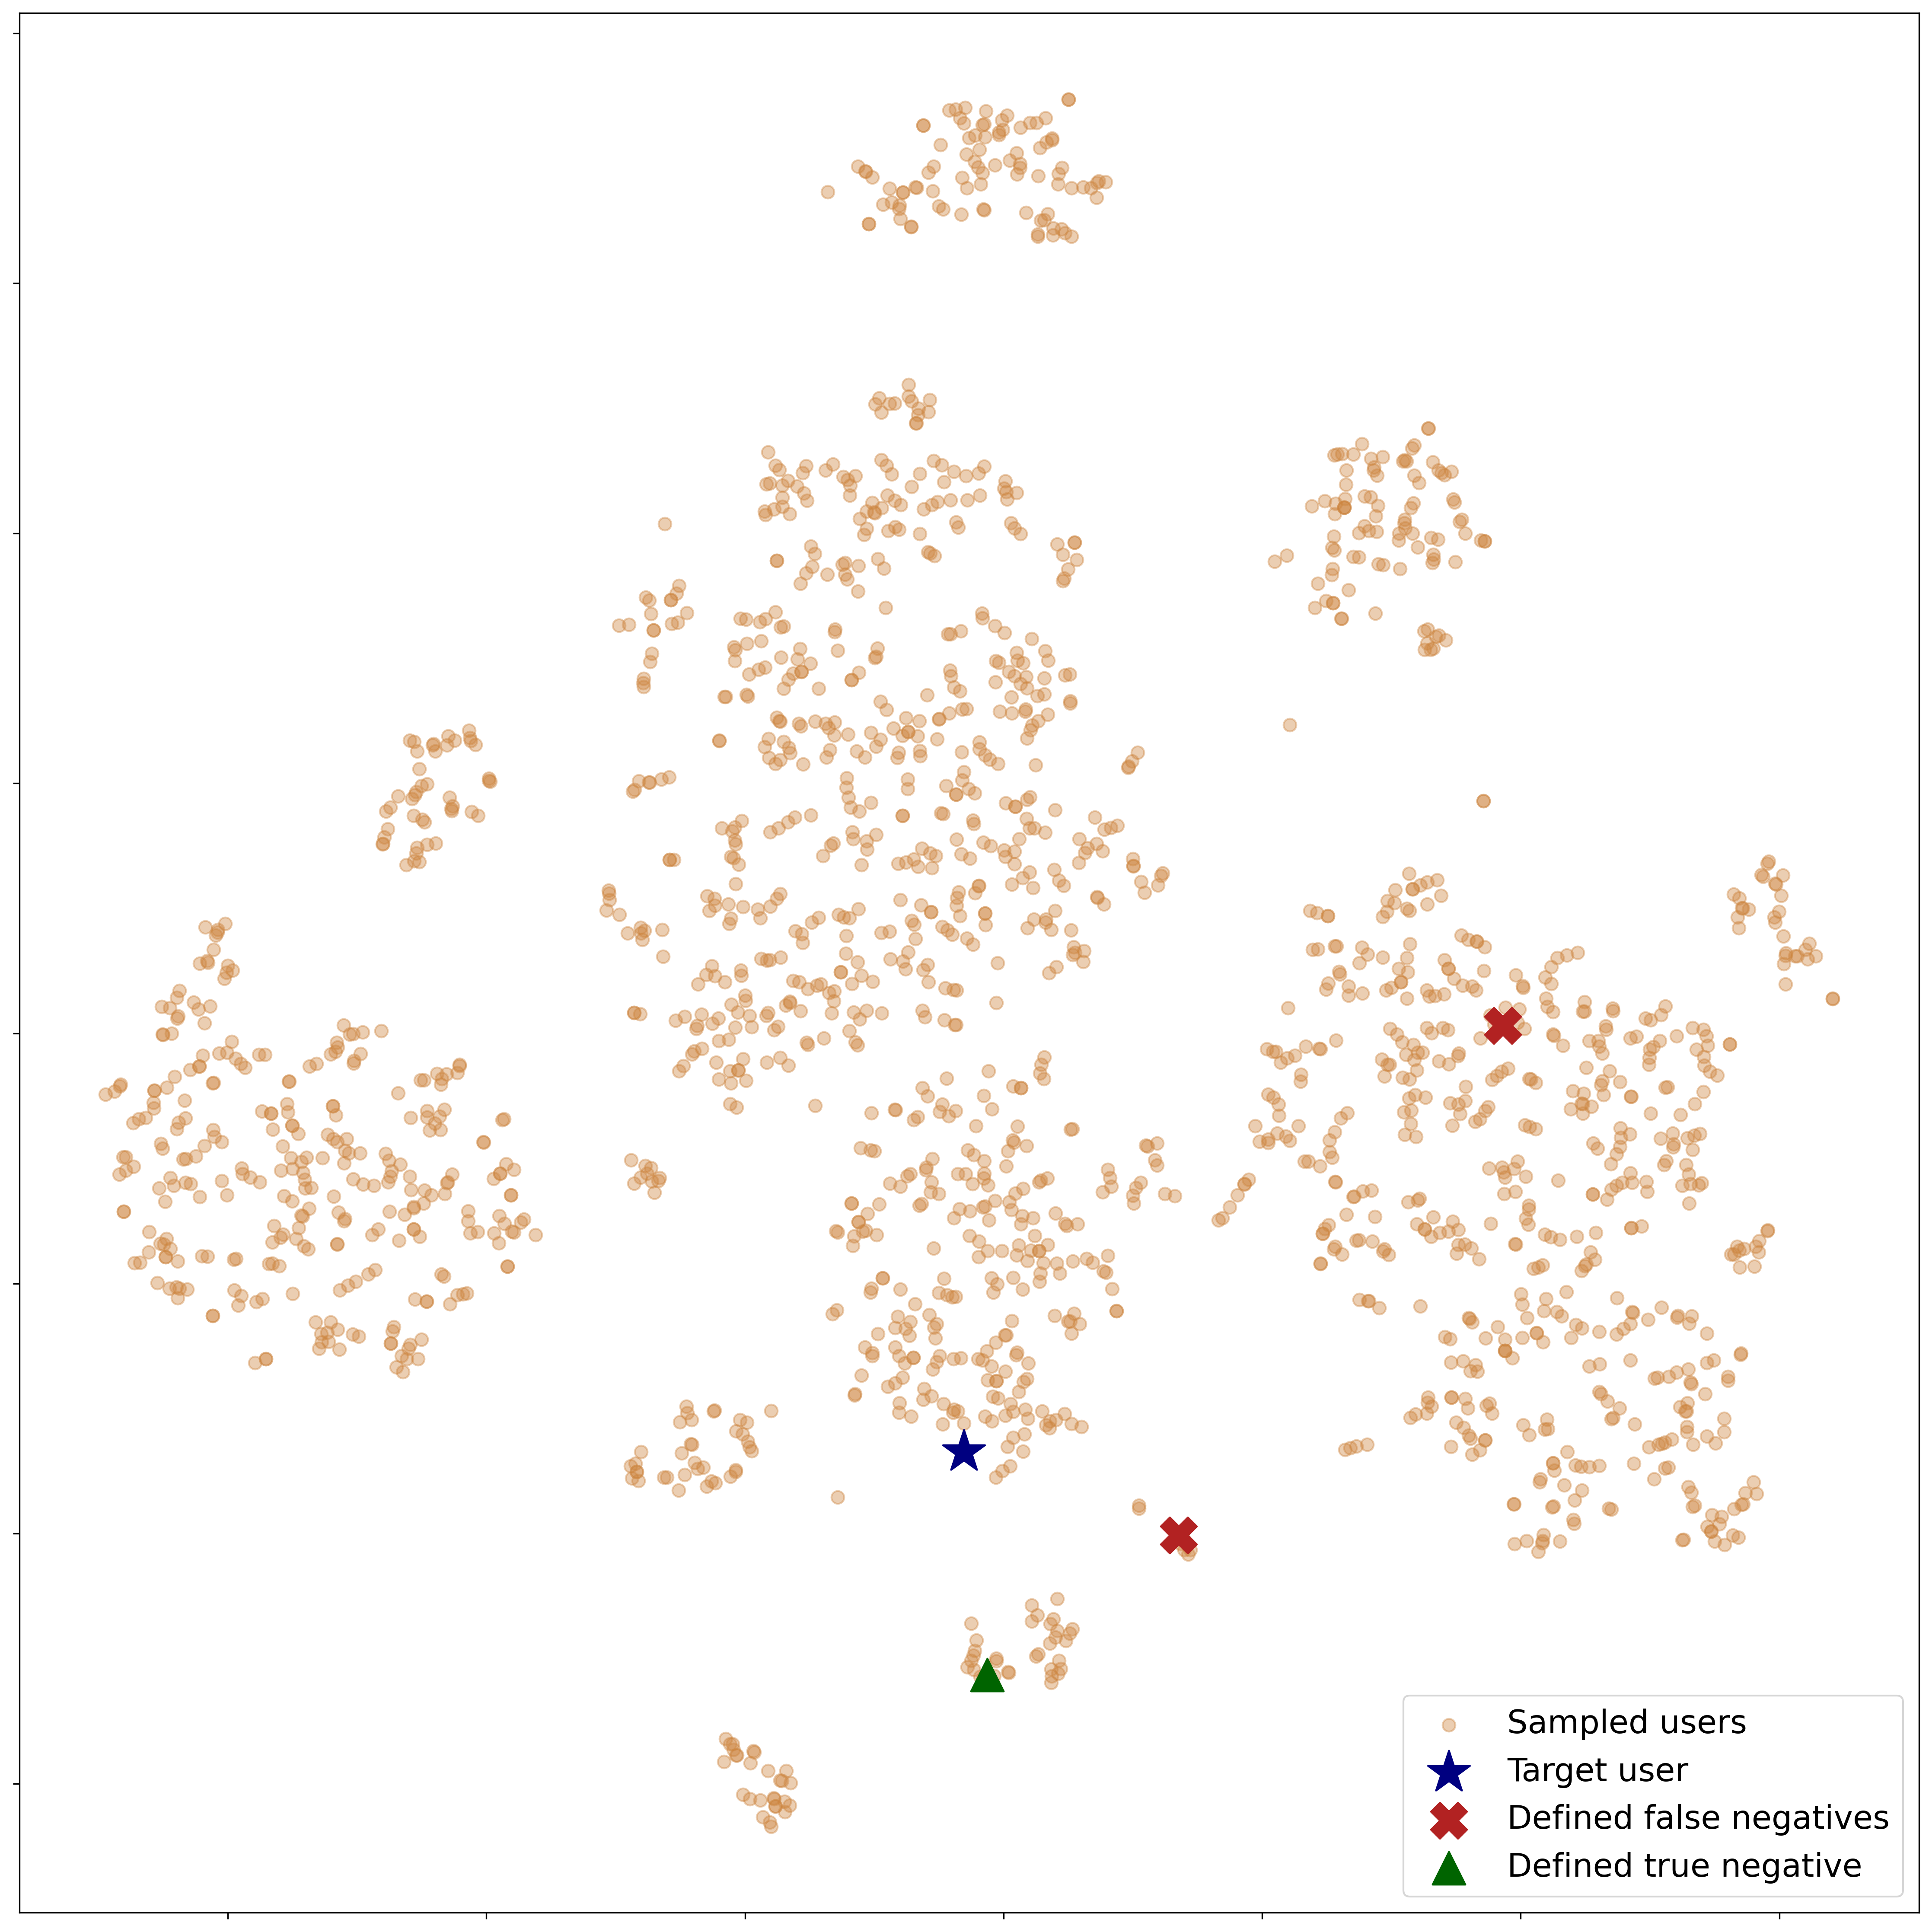 Sampled users
Target user
Defined false negatives
Defined true negative